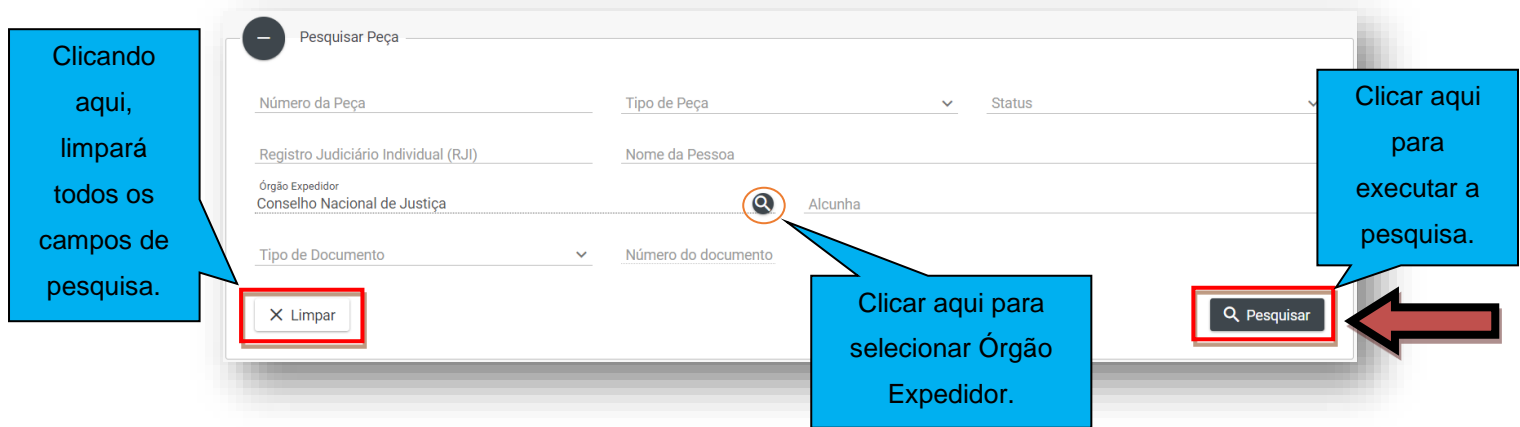 Pesquisar Peça
Clicando
aqui,
limpará
todos os
campos de
pesquisa.
Número da Peça
Tipo de Peça
Status
Registro Judiciário Individual (RJI)
Nome da Pessoa
Órgão Expedidor
Conselho Nacional de Justiça
Alcunha
Tipo de Documento
Número do documento
Clicar aqui
para
executar a
pesquisa.
Clicar aqui para
selecionar Órgão
Expedidor.
Limpar
Pesquisar